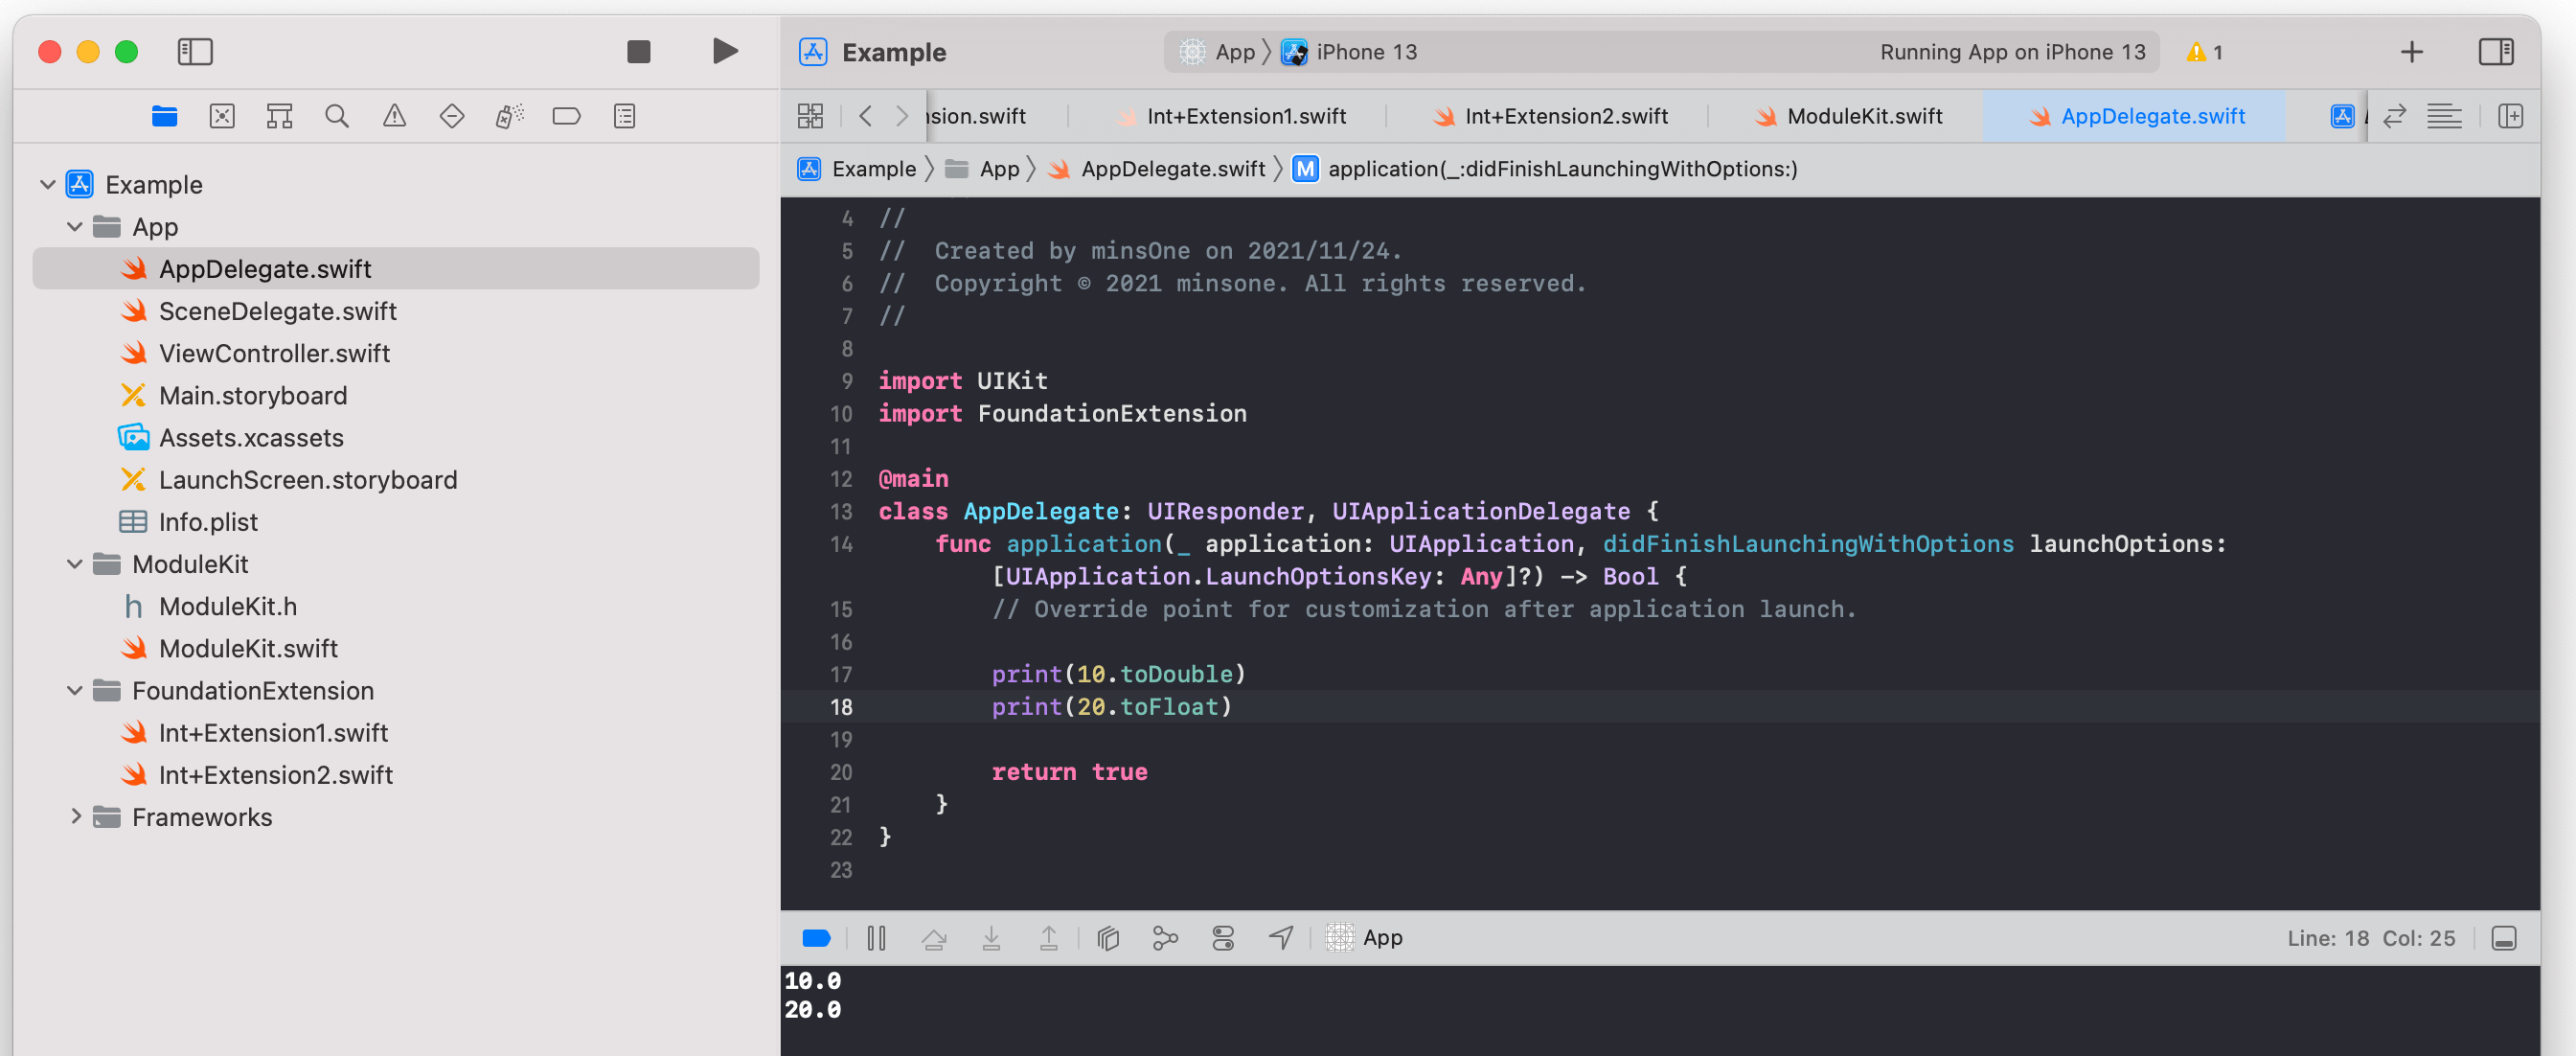 Example
App
iPhone 13
Running App on iPhone 13
1
nsion.swift
Int+Extension1.swift
Int+Extension2.swift
ModuleKit.swift
AppDelegate.swift
Example
App
AppDelegate.swift
M
application(_:didFinishLaunchingWithOptions:)
Example
App
AppDelegate.swift
SceneDelegate.swift
ViewController.swift
Main.storyboard
Assets.xcassets
LaunchScreen.storyboard
Info.plist
ModuleKit
h ModuleKit.h
ModuleKit.swift
FoundationExtension
Int+Extension1.swift
Int+Extension2.swift
Frameworks
4 //
5 //  Created by minsOne on 2021/11/24.
6 //  Copyright © 2021 minsone. All rights reserved.
7 //
8
9 import UIKit
10 import FoundationExtension
11
12 @main
13 class AppDelegate: UIResponder, UIApplicationDelegate {
14     func application(_ application: UIApplication, didFinishLaunchingWithOptions launchOptions:
[UIApplication.LaunchOptionsKey: Any]?) -> Bool {
15         // Override point for customization after application launch.
16
17         print(10.toDouble)
18         print(20.toFloat)
19
20         return true
21     }
22 }
23
App
Line: 18 Col: 25
10.0
20.0